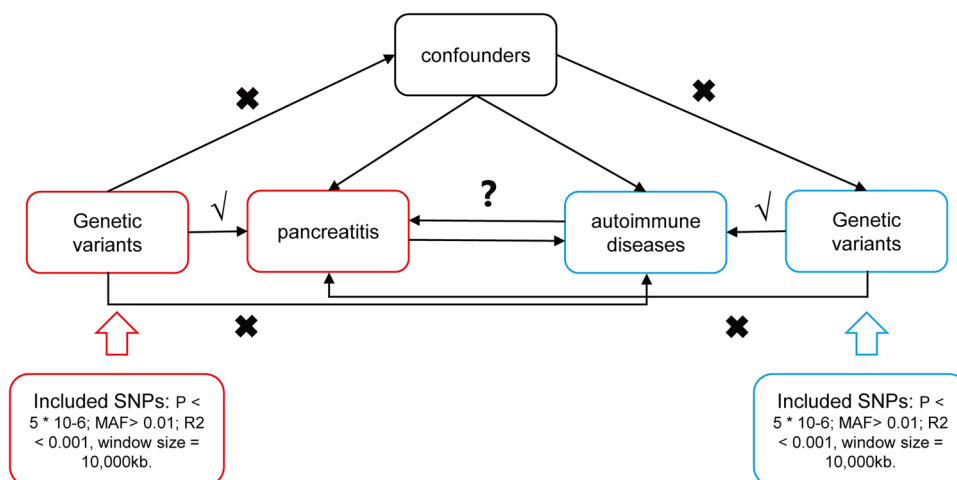 confounders
✖
✖
Genetic
variants
√
pancreatitis
?
autoimmune
diseases
√
Genetic
variants
✖
✖
Included SNPs: P <
5 * 10-6; MAF> 0.01; R2
< 0.001, window size =
10,000kb.
Included SNPs: P <
5 * 10-6; MAF> 0.01; R2
< 0.001, window size =
10,000kb.